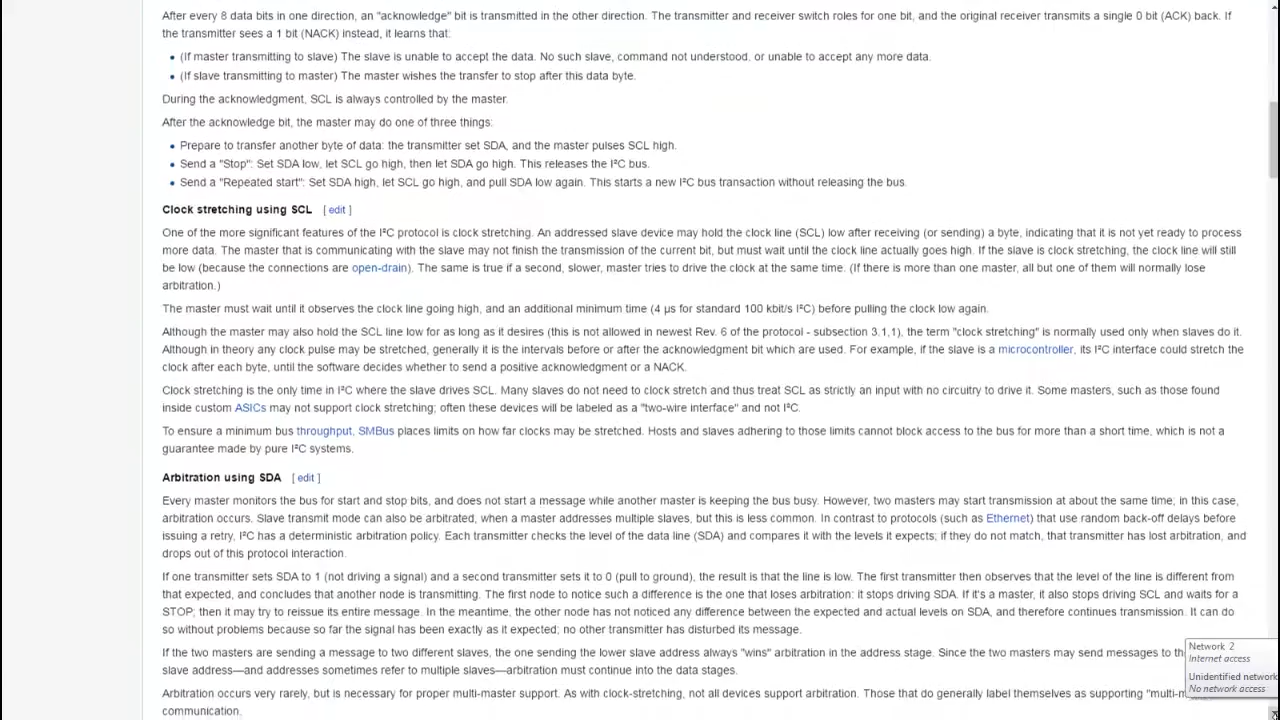 After every 8 data bits in one direction, an "acknowledge" bit is transmitted in the other direction. The transmitter and receiver switch roles for one bit, and the original receiver transmits a single 0 bit (ACK) back. If
the transmitter sees a 1 bit (NACK) instead, it learns that:
• (If master transmitting to slave) The slave is unable to accept the data. No such slave, command not understood, or unable to accept any more data.
• (If slave transmitting to master) The master wishes the transfer to stop after this data byte.
During the acknowledgment, SCL is always controlled by the master.
After the acknowledge bit, the master may do one of three things:
• Prepare to transfer another byte of data: the transmitter set SDA, and the master pulses SCL high.
• Send a "Stop": Set SDA low, let SCL go high, then let SDA go high. This releases the I²C bus.
• Send a "Repeated start": Set SDA high, let SCL go high, and pull SDA low again. This starts a new I²C bus transaction without releasing the bus.
Clock stretching using SCL [ edit ]
One of the more significant features of the I²C protocol is clock stretching. An addressed slave device may hold the clock line (SCL) low after receiving (or sending) a byte, indicating that it is not yet ready to process
more data. The master that is communicating with the slave may not finish the transmission of the current bit, but must wait until the clock line actually goes high. If the slave is clock stretching, the clock line will still
be low (because the connections are open-drain). The same is true if a second, slower, master tries to drive the clock at the same time. (If there is more than one master, all but one of them will normally lose
arbitration.)
The master must wait until it observes the clock line going high, and an additional minimum time (4 μs for standard 100 kbit/s I²C) before pulling the clock low again.
Although the master may also hold the SCL line low for as long as it desires (this is not allowed in newest Rev. 6 of the protocol - subsection 3.1,1), the term "clock stretching" is normally used only when slaves do it.
Although in theory any clock pulse may be stretched, generally it is the intervals before or after the acknowledgment bit which are used. For example, if the slave is a microcontroller, its I²C interface could stretch the
clock after each byte, until the software decides whether to send a positive acknowledgment or a NACK.
Clock stretching is the only time in I²C where the slave drives SCL. Many slaves do not need to clock stretch and thus treat SCL as strictly an input with no circuitry to drive it. Some masters, such as those found
inside custom ASICs may not support clock stretching; often these devices will be labeled as a "two-wire interface" and not I²C.
To ensure a minimum bus throughput, SMBus places limits on how far clocks may be stretched. Hosts and slaves adhering to those limits cannot block access to the bus for more than a short time, which is not a
guarantee made by pure I²C systems.
Arbitration using SDA [ edit ]
Every master monitors the bus for start and stop bits, and does not start a message while another master is keeping the bus busy. However, two masters may start transmission at about the same time; in this case,
arbitration occurs. Slave transmit mode can also be arbitrated, when a master addresses multiple slaves, but this is less common. In contrast to protocols (such as Ethernet) that use random back-off delays before
issuing a retry, I²C has a deterministic arbitration policy. Each transmitter checks the level of the data line (SDA) and compares it with the levels it expects; if they do not match, that transmitter has lost arbitration, and
drops out of this protocol interaction.
If one transmitter sets SDA to 1 (not driving a signal) and a second transmitter sets it to 0 (pull to ground), the result is that the line is low. The first transmitter then observes that the level of the line is different from
that expected, and concludes that another node is transmitting. The first node to notice such a difference is the one that loses arbitration: it stops driving SDA. If it's a master, it also stops driving SCL and waits for a
STOP; then it may try to reissue its entire message. In the meantime, the other node has not noticed any difference between the expected and actual levels on SDA, and therefore continues transmission. It can do
so without problems because so far the signal has been exactly as it expected; no other transmitter has disturbed its message.
If the two masters are sending a message to two different slaves, the one sending the lower slave address always "wins" arbitration in the address stage. Since the two masters may send messages to
slave address—and addresses sometimes refer to multiple slaves—arbitration must continue into the data stages.
Arbitration occurs very rarely, but is necessary for proper multi-master support. As with clock-stretching, not all devices support arbitration. Those that do generally label themselves as supporting
communication.
Network 2
Internet access
Unidentified network
No network access